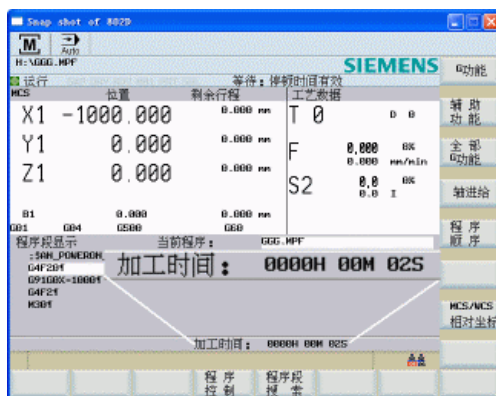 Snap shot of 802D
M
Auto
H:\GGG.MPF
SIEMENS
G功能
运行
等待：停顿时间有效
MCS 位置 剩余行程 工艺数据
辅助功能
X1 -1000.000 0.000 mm T 0 D 0
Y1 0.000 0.000 mm F 0,000 0%
0.000 mm/min
全部G功能
Z1 0.000 0.000 mm
S2 0,0 0%
0.0 I
轴进给
B1 0.000 0.000 mm
G01 G04 G500 G60
程序顺序
程序段显示 当前程序： GGG.MPF
加工时间： 0000H 00M 02S
G4F20¶
G91G0X-1000¶
G4F2¶
M30¶
MCS/WCS
相对坐标
加工时间： 0000H 00M 02S
程序控制
程序段搜索